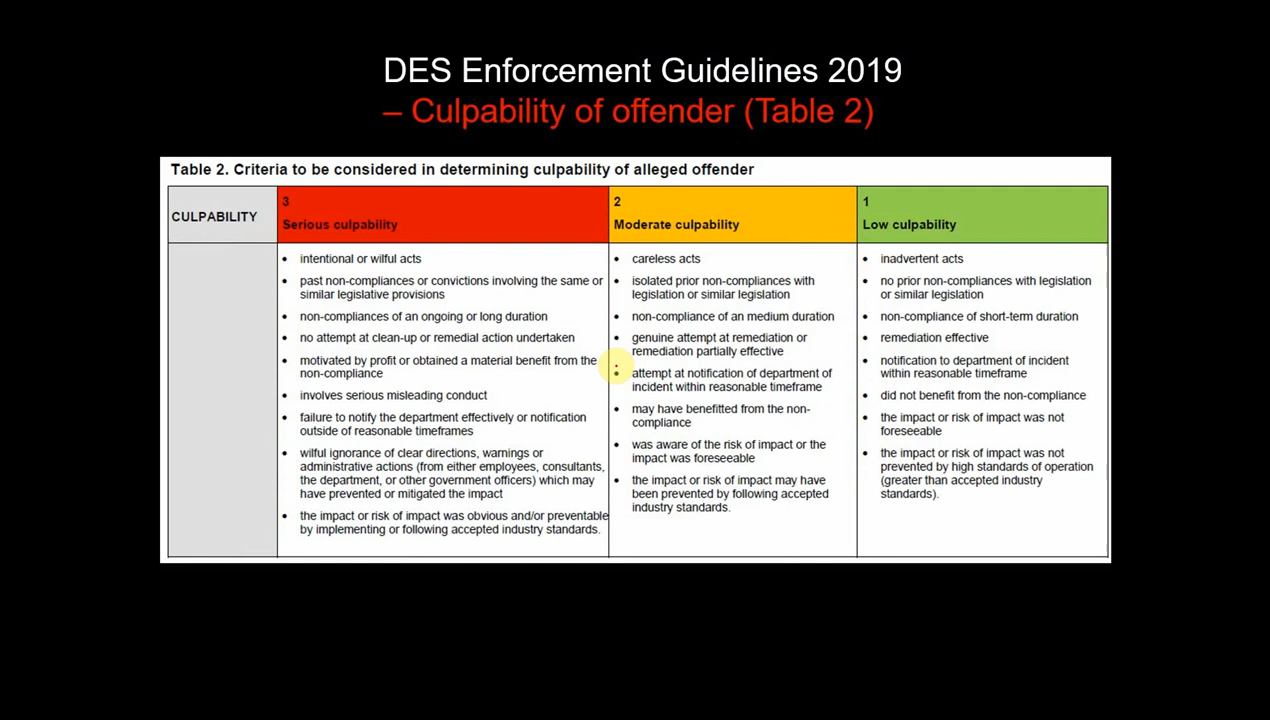 DES Enforcement Guidelines 2019
– Culpability of offender (Table 2)
Table 2. Criteria to be considered in determining culpability of alleged offender
CULPABILITY
3
Serious culpability
2
Moderate culpability
1
Low culpability
• intentional or wilful acts
• past non-compliances or convictions involving the same or
similar legislative provisions
• non-compliances of an ongoing or long duration
• no attempt at clean-up or remedial action undertaken
• motivated by profit or obtained a material benefit from the
non-compliance
• involves serious misleading conduct
• failure to notify the department effectively or notification
outside of reasonable timeframes
• wilful ignorance of clear directions, warnings or
administrative actions (from either employees, consultants,
the department, or other government officers) which may
have prevented or mitigated the impact
• the impact or risk of impact was obvious and/or preventable
by implementing or following accepted industry standards.
• careless acts
• isolated prior non-compliances with
legislation or similar legislation
• non-compliance of an medium duration
• genuine attempt at remediation or
remediation partially effective
• attempt at notification of department of
incident within reasonable timeframe
• may have benefitted from the non-
compliance
• was aware of the risk of impact or the
impact was foreseeable
• the impact or risk of impact may have
been prevented by following accepted
industry standards.
• inadvertent acts
• no prior non-compliances with legislation
or similar legislation
• non-compliance of short-term duration
• remediation effective
• notification to department of incident
within reasonable timeframe
• did not benefit from the non-compliance
• the impact or risk of impact was not
foreseeable
• the impact or risk of impact was not
prevented by high standards of operation
(greater than accepted industry
standards).